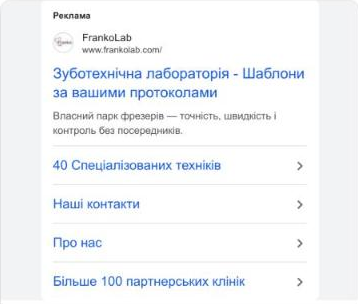 Реклама
FrankoLab
www.frankolab.com/
Зуботехнічна лабораторія - Шаблони
за вашими протоколами
Власний парк фрезерів — точність, швидкість і
контроль без посередників.
40 Спеціалізованих техніків
Наші контакти
Про нас
Більше 100 партнерських клінік